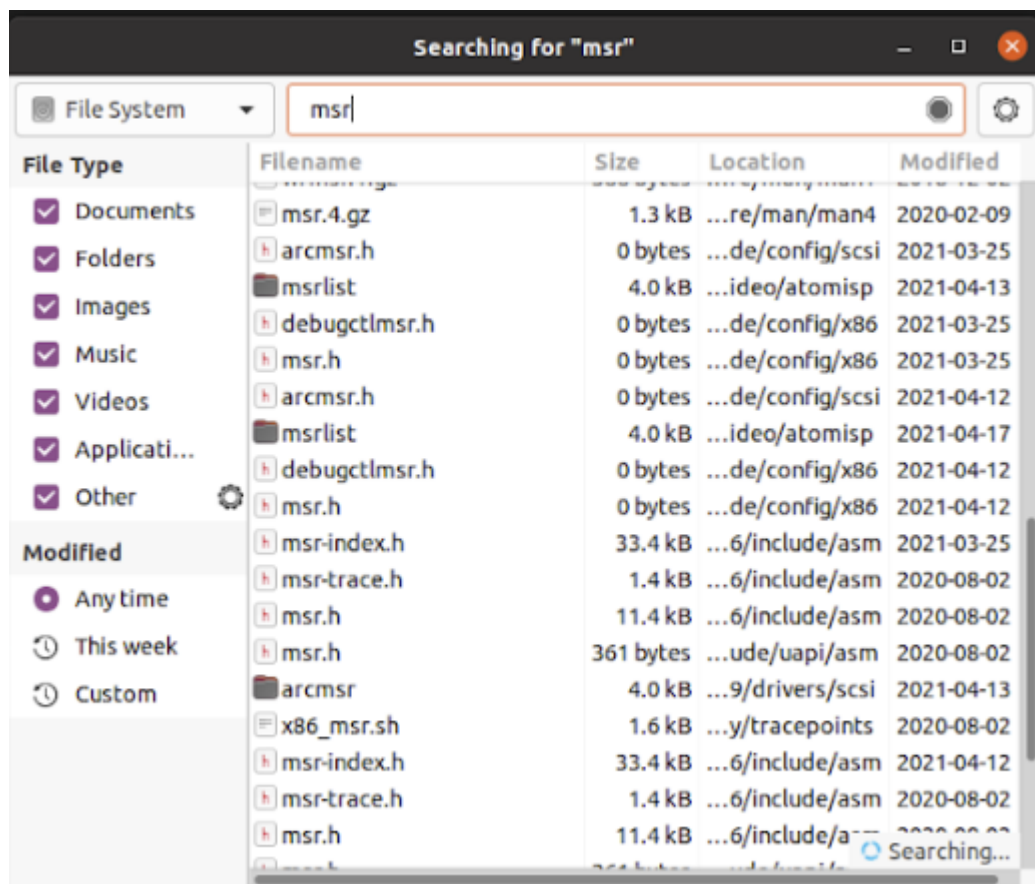 Searching for "msr"
File System msr
File Type
Documents
Folders
Images
Music
Videos
Applicati...
Other
Modified
Any time
This week
Custom
Filename Size Location Modified
msr.4.gz 1.3 kB ...re/man/man4 2020-02-09
arcmsr.h 0 bytes ...de/config/scsi 2021-03-25
msrlist 4.0 kB ...ideo/atomisp 2021-04-13
debugctlmsr.h 0 bytes ...de/config/x86 2021-03-25
msr.h 0 bytes ...de/config/x86 2021-03-25
arcmsr.h 0 bytes ...de/config/scsi 2021-04-12
msrlist 4.0 kB ...ideo/atomisp 2021-04-17
debugctlmsr.h 0 bytes ...de/config/x86 2021-04-12
msr.h 0 bytes ...de/config/x86 2021-04-12
msr-index.h 33.4 kB ...6/include/asm 2021-03-25
msr-trace.h 1.4 kB ...6/include/asm 2020-08-02
msr.h 11.4 kB ...6/include/asm 2020-08-02
msr.h 361 bytes ...ude/uapi/asm 2020-08-02
arcmsr 4.0 kB ...9/drivers/scsi 2021-04-13
x86_msr.sh 1.6 kB ...y/tracepoints 2020-08-02
msr-index.h 33.4 kB ...6/include/asm 2021-04-12
msr-trace.h 1.4 kB ...6/include/asm 2020-08-02
msr.h 11.4 kB
Searching...